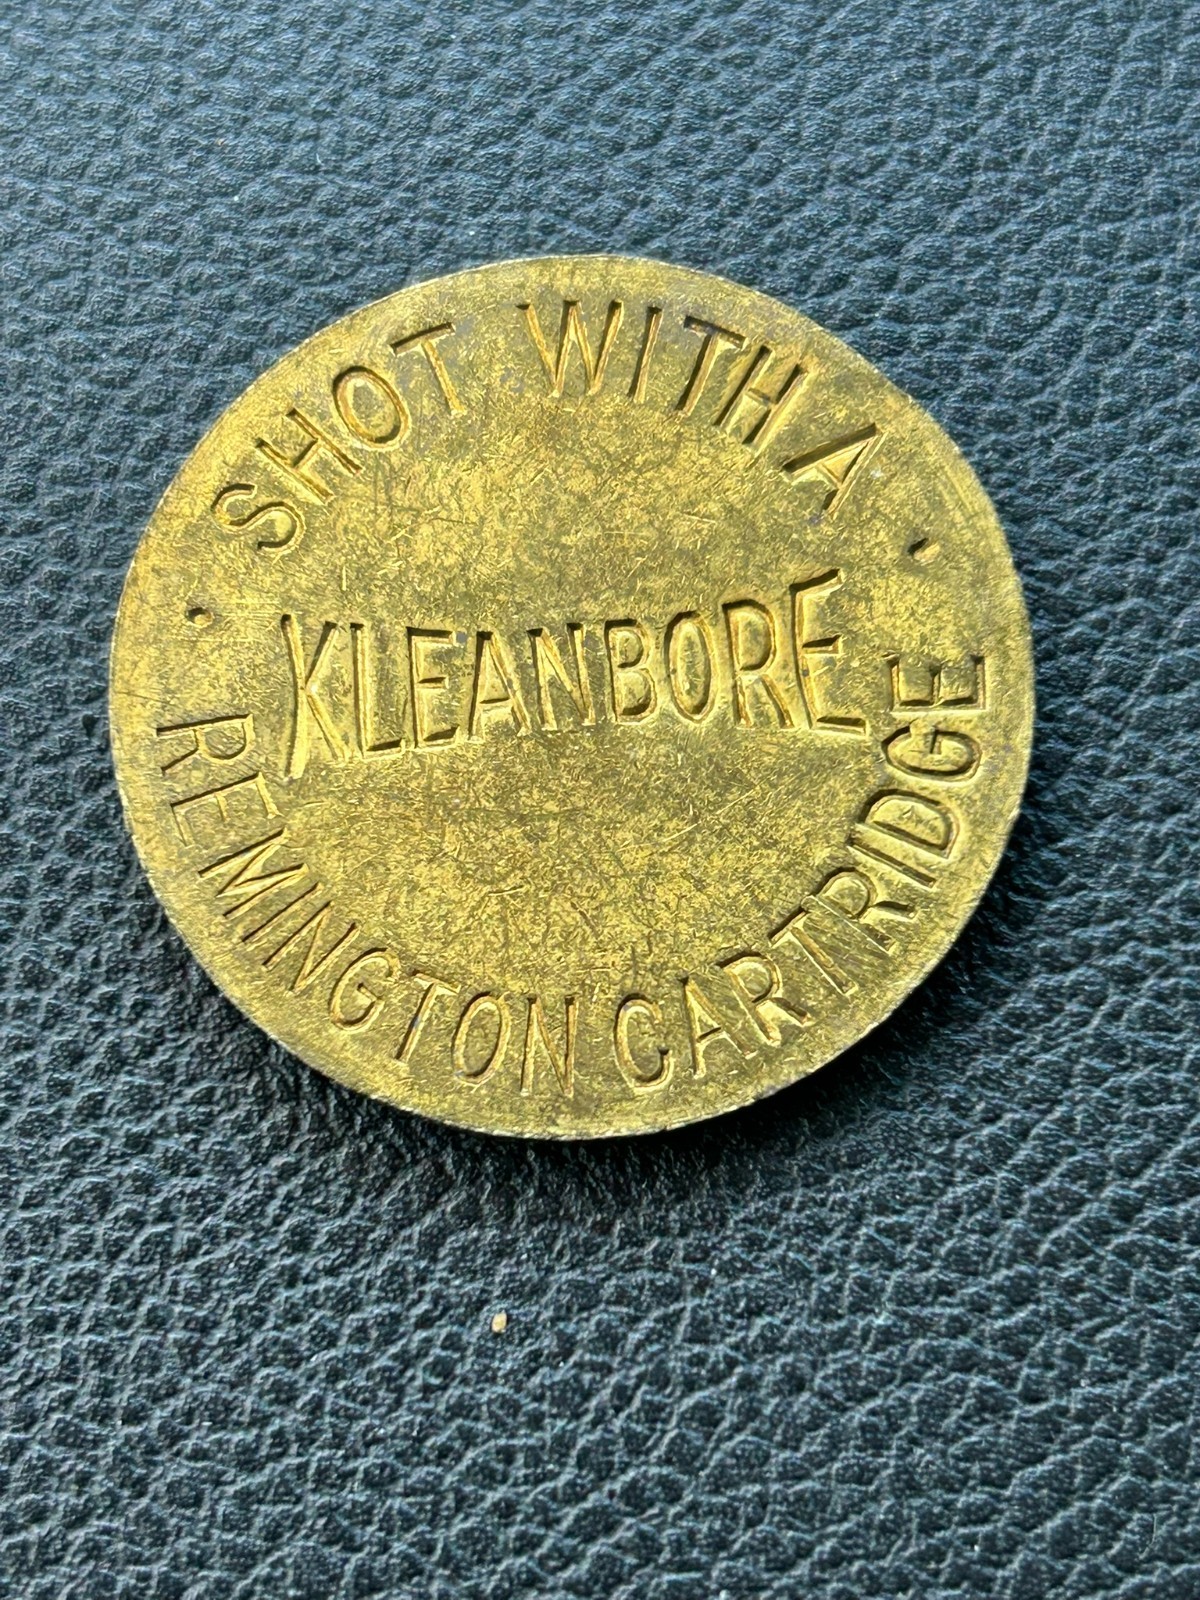 · SHOT WITH A ·
KLEANBORE
REMINGTON CARTRIDGE